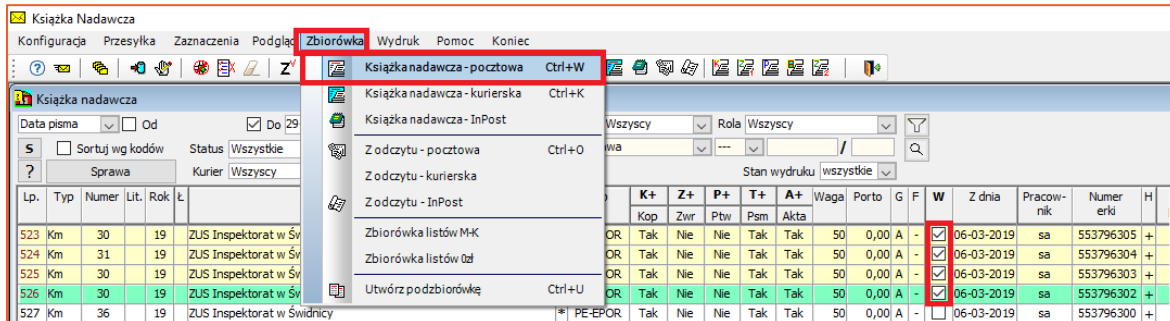 Książka Nadawcza
Konfiguracja Przesyłka Zaznaczenia Podgląd Zbiorówka Wydruk Pomoc Koniec
Książka nadawcza - pocztowa Ctrl+W
Książka nadawcza
Książka nadawcza - kurierska Ctrl+K
Data pisma Od Do 29 Książka nadawcza - InPost Wszyscy Rola Wszyscy
S Sortuj wg kodów Status Wszystkie Z odczytu - pocztowa Ctrl+O --- /
? Sprawa Kurier Wszyscy Z odczytu - kurierska Stan wydruku wszystkie
Z odczytu - InPost
Zbiorówka listów M-K
Zbiorówka listów 0zł
Utwórz podzbiorówkę Ctrl+U
Lp. Typ Numer Lit. Rok Ł K+ Z+ P+ T+ A+ Waga Porto G F W Z dnia Pracow-nik Numer erki H
Kop Zwr Ptw Psm Akta
523 Km 30 19 ZUS Inspektorat w Św OR Tak Nie Nie Tak Tak 50 0,00 A - 06-03-2019 sa 553796305 +
524 Km 31 19 ZUS Inspektorat w Św OR Tak Nie Nie Tak Tak 50 0,00 A - 06-03-2019 sa 553796304 +
525 Km 30 19 ZUS Inspektorat w Św OR Tak Nie Nie Tak Tak 50 0,00 A - 06-03-2019 sa 553796303 +
526 Km 30 19 ZUS Inspektorat w Św OR Tak Nie Nie Tak Tak 50 0,00 A - 06-03-2019 sa 553796302 +
527 Km 36 19 ZUS Inspektorat w Świdnicy * PE-EPOR Tak Nie Nie Tak Tak 50 0,00 A - 06-03-2019 sa 553796300 +